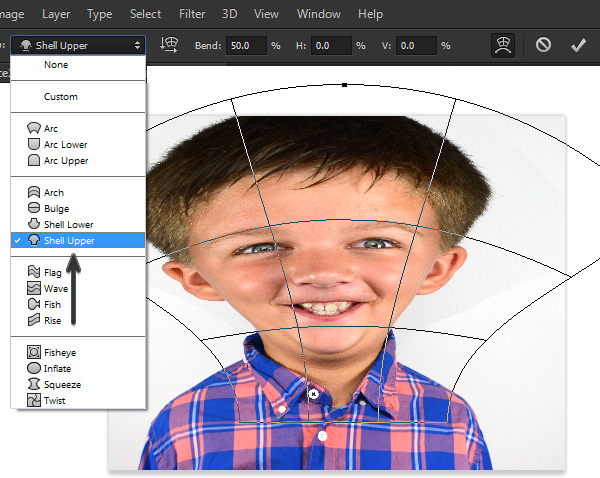 mage Layer Type Select Filter 3D View Window Help
Shell Upper Bend: 50.0 % H: 0.0 % V: 0.0 %
None
Custom
Arc
Arc Lower
Arc Upper
Arch
Bulge
Shell Lower
Shell Upper
Flag
Wave
Fish
Rise
Fisheye
Inflate
Squeeze
Twist